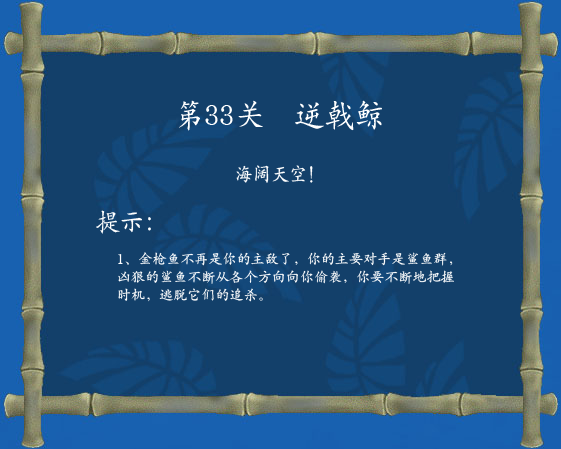 第33关 逆戟鲸
海阔天空!
提示:
1、金枪鱼不再是你的主敌了，你的主要对手是鲨鱼群，
凶狠的鲨鱼不断从各个方向向你偷袭，你要不断地把握
时机，逃脱它们的追杀。